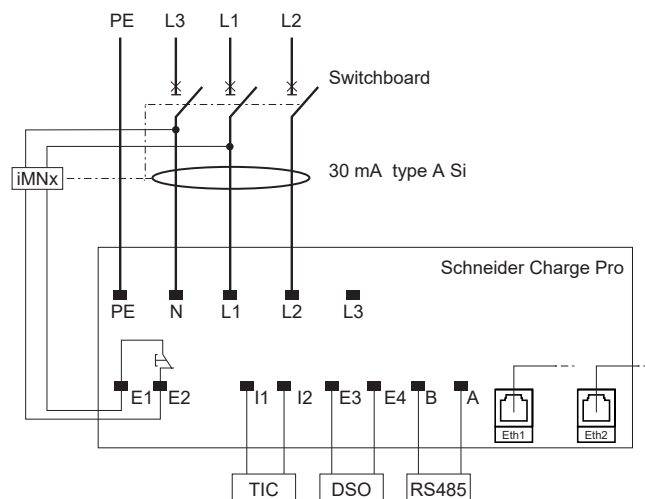 PE L3 L1 L2
Switchboard
iMNx
30 mA type A Si
Schneider Charge Pro
PE N L1 L2 L3
E1 E2 I1 I2 E3 E4 B A
Eth1 Eth2
TIC DSO RS485